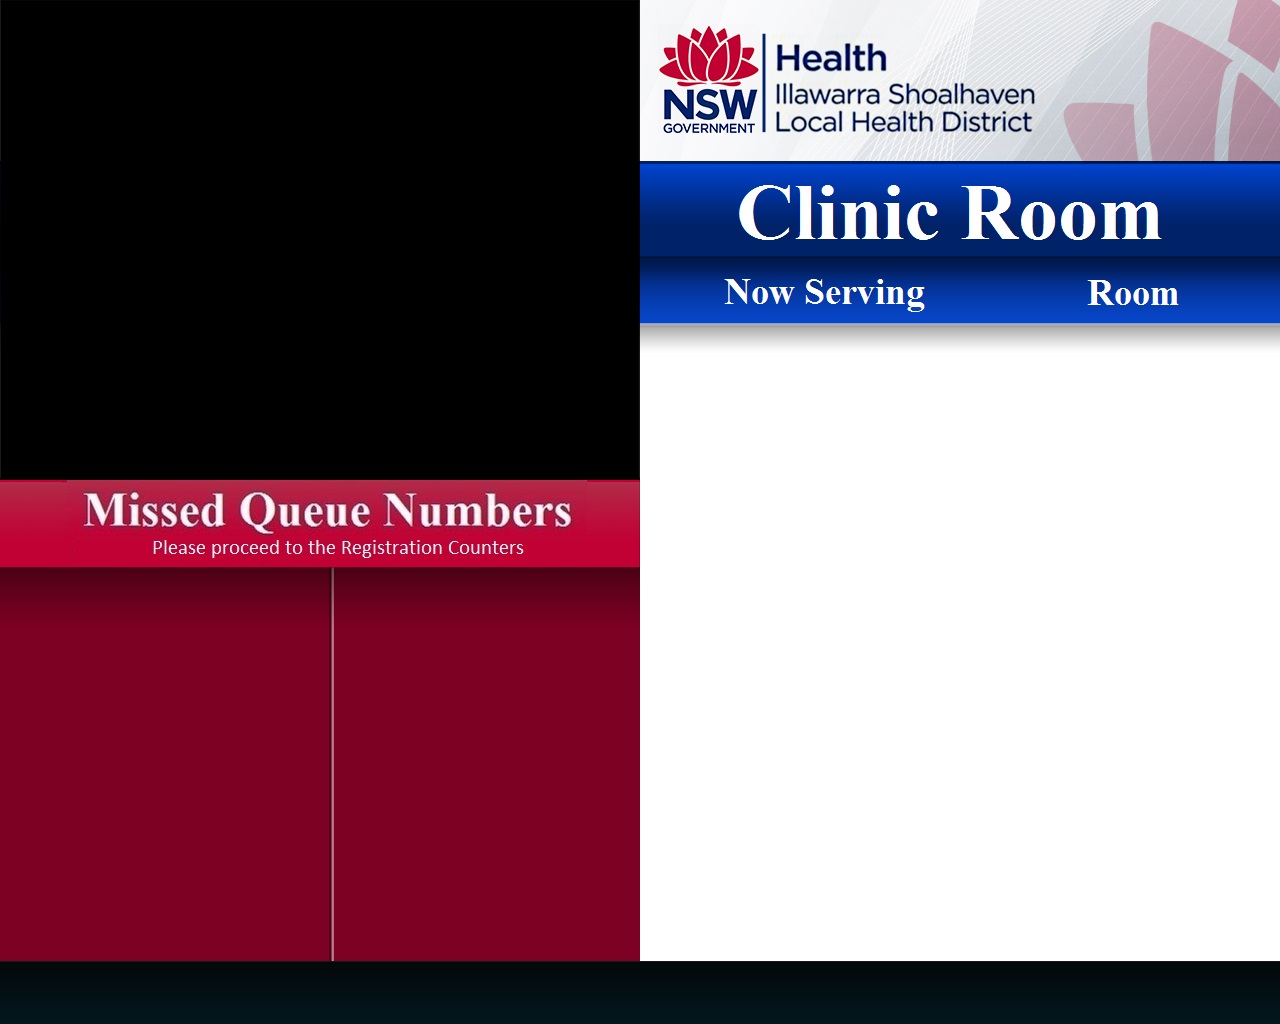 Health
Illawarra Shoalhaven
Local Health District
NSW
GOVERNMENT
Clinic Room
Now Serving Room
Missed Queue Numbers
Please proceed to the Registration Counters